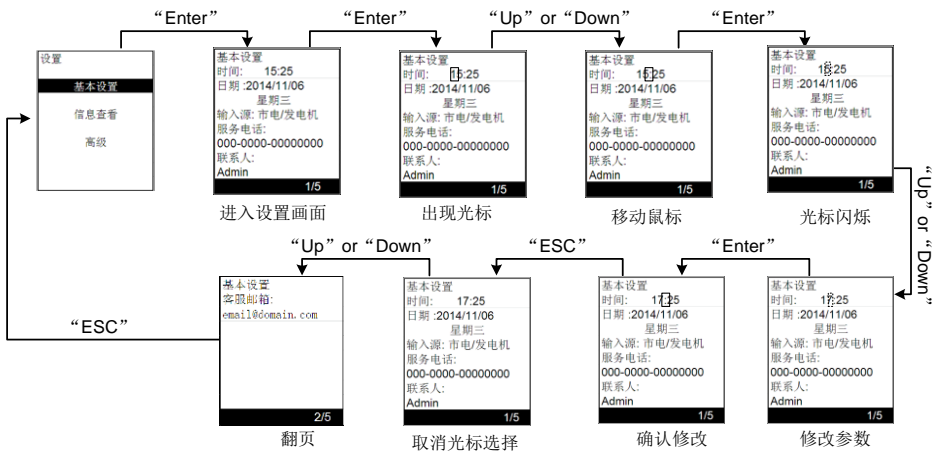 “Enter”
“Enter”
“Up” or “Down”
“Enter”
设置
基本设置
信息查看
高级
基本设置
时间: 15:25
日期 :2014/11/06
星期三
输入源: 市电/发电机
服务电话:
000-0000-00000000
联系人:
Admin
1/5
进入设置画面
基本设置
时间: 15:25
日期 :2014/11/06
星期三
输入源: 市电/发电机
服务电话:
000-0000-00000000
联系人:
Admin
1/5
出现光标
基本设置
时间: 15:25
日期 :2014/11/06
星期三
输入源: 市电/发电机
服务电话:
000-0000-00000000
联系人:
Admin
1/5
移动鼠标
基本设置
时间: 15:25
日期 :2014/11/06
星期三
输入源: 市电/发电机
服务电话:
000-0000-00000000
联系人:
Admin
1/5
光标闪烁
“Up” or “Down”
“Up” or “Down”
“ESC”
“Enter”
“ESC”
基本设置
客服邮箱:
email@domain.com
2/5
翻页
基本设置
时间: 17:25
日期 :2014/11/06
星期三
输入源: 市电/发电机
服务电话:
000-0000-00000000
联系人:
Admin
1/5
取消光标选择
基本设置
时间: 17:25
日期 :2014/11/06
星期三
输入源: 市电/发电机
服务电话:
000-0000-00000000
联系人:
Admin
1/5
确认修改
基本设置
时间: 17:25
日期 :2014/11/06
星期三
输入源: 市电/发电机
服务电话:
000-0000-00000000
联系人:
Admin
1/5
修改参数